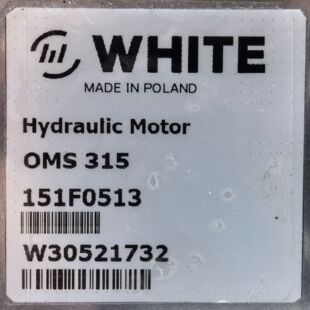 WHITE
MADE IN POLAND
Hydraulic Motor
OMS 315
151F0513
W30521732